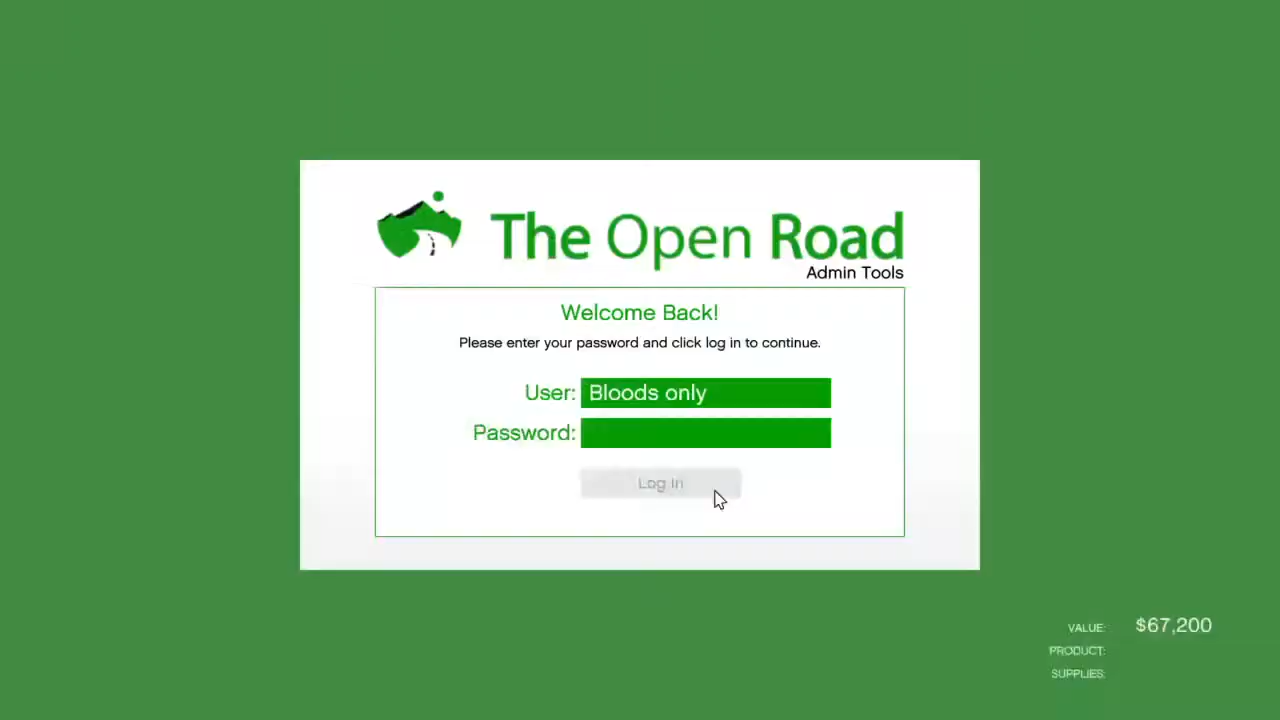 The Open Road
Admin Tools
Welcome Back!
Please enter your password and click log in to continue.
User: Bloods only
Password:
Log In
VALUE: $67,200
PRODUCT:
SUPPLIES: